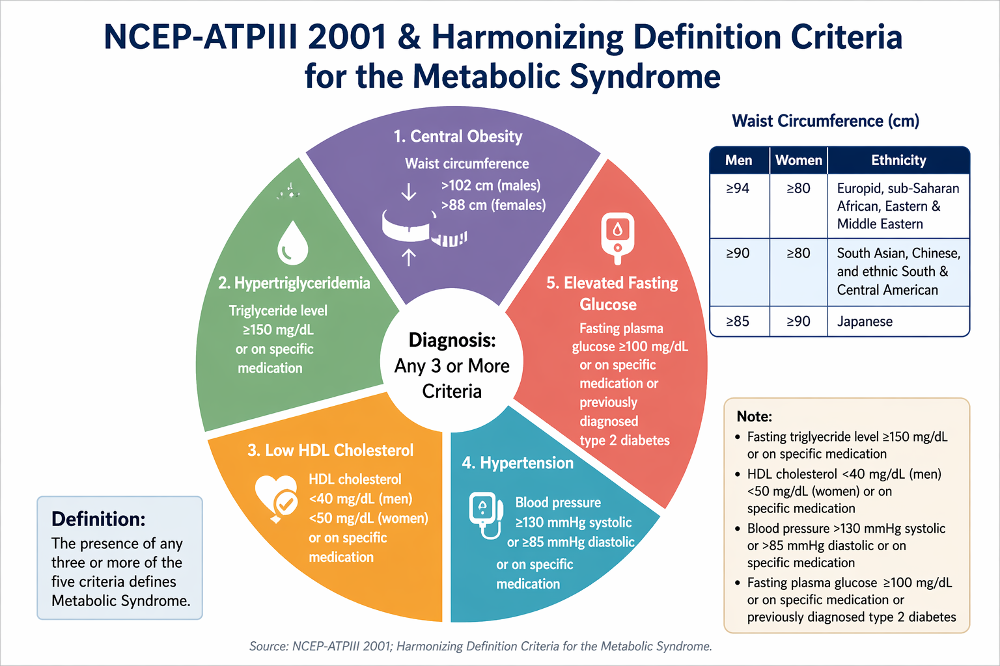 NCEP-ATPIII 2001 & Harmonizing Definition Criteria
for the Metabolic Syndrome
1. Central Obesity
Waist circumference
>102 cm (males)
>88 cm (females)
2. Hypertriglyceridemia
Triglyceride level
≥150 mg/dL
or on specific
medication
3. Low HDL Cholesterol
HDL cholesterol
<40 mg/dL (men)
<50 mg/dL (women)
or on specific
medication
4. Hypertension
Blood pressure
≥130 mmHg systolic
or ≥85 mmHg diastolic
or on specific
medication
5. Elevated Fasting
Glucose
Fasting plasma
glucose ≥100 mg/dL
or on specific
medication or
previously
diagnosed
type 2 diabetes
Diagnosis:
Any 3 or More
Criteria
Waist Circumference (cm)
Men Women Ethnicity
≥94 ≥80 Europid, sub-Saharan
African, Eastern &
Middle Eastern
≥90 ≥80 South Asian, Chinese,
and ethnic South &
Central American
≥85 ≥90 Japanese
Note:
• Fasting triglyecride level ≥150 mg/dL
or on specific medication
• HDL cholesterol <40 mg/dL (men)
<50 mg/dL (women) or on
specific medication
• Blood pressure >130 mmHg systolic
or >85 mmHg diastolic or on
specific medication
• Fasting plasma glucose ≥100 mg/dL
or on specific medication or
previously diagnosed type 2 diabetes
Definition:
The presence of any
three or more of the
five criteria defines
Metabolic Syndrome.
Source: NCEP-ATPIII 2001; Harmonizing Definition Criteria for the Metabolic Syndrome.